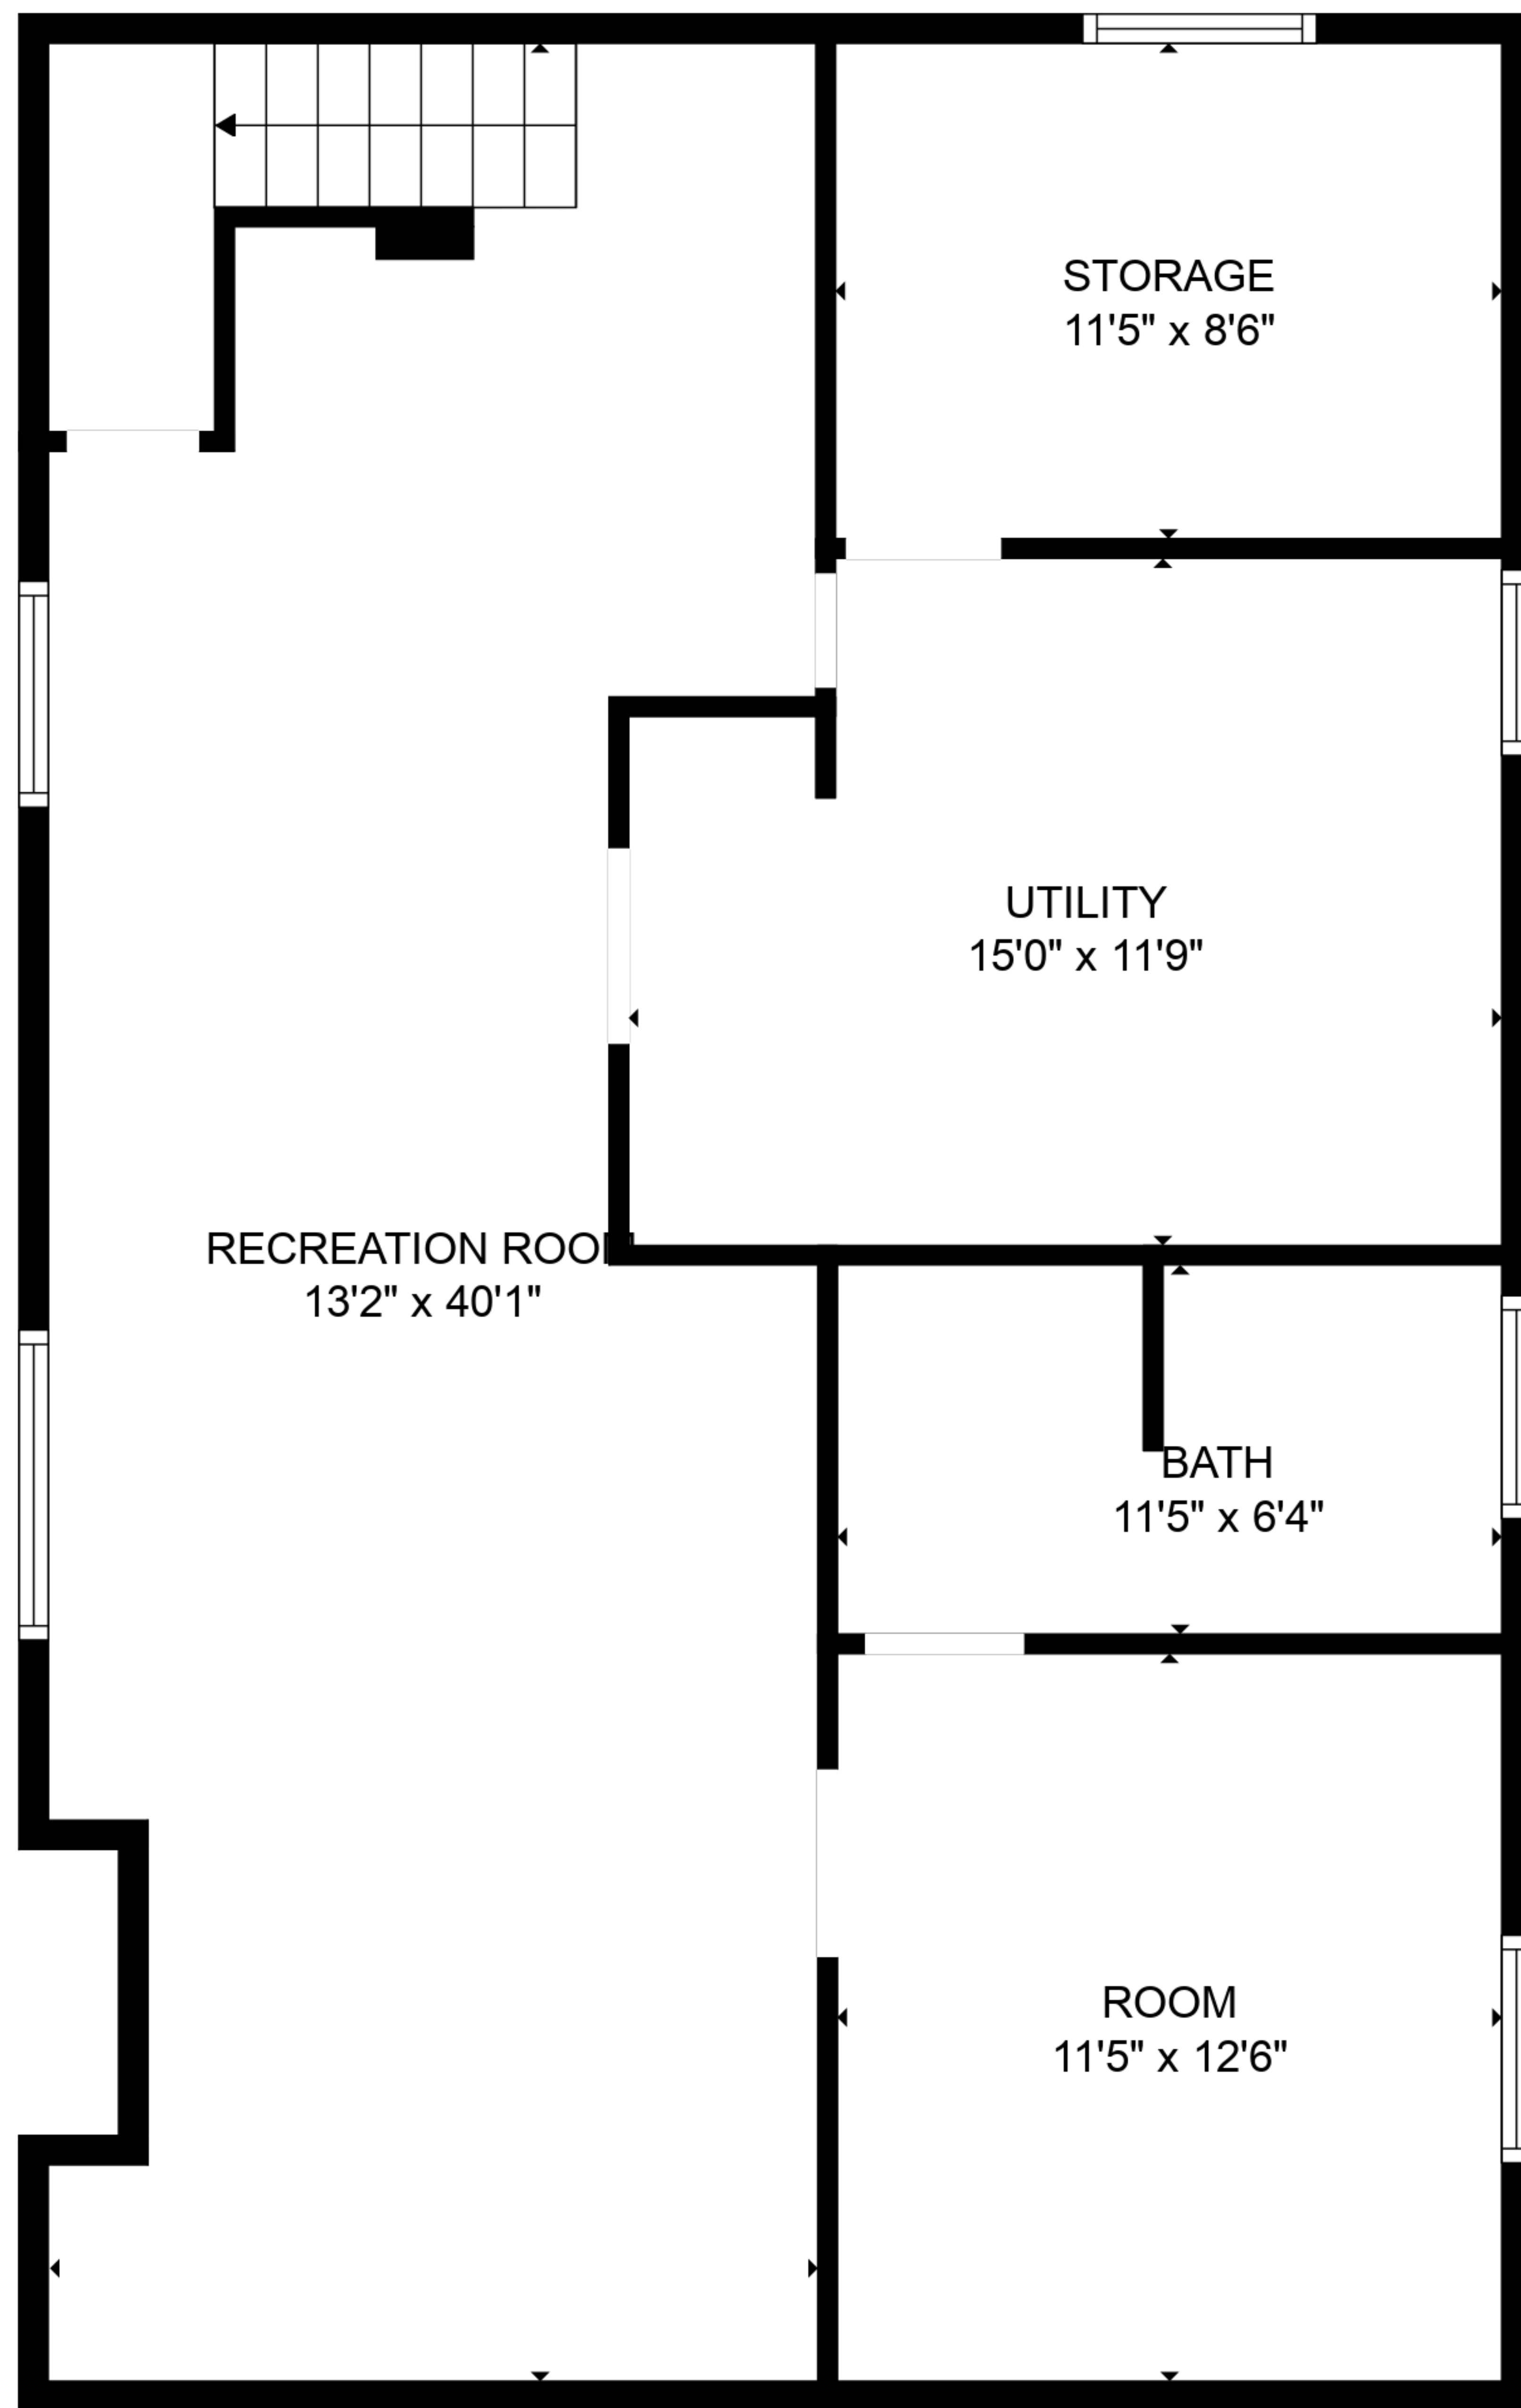 STORAGE
11'5" x 8'6"
UTILITY
15'0" x 11'9"
RECREATION ROOM
13'2" x 40'1"
BATH
11'5" x 6'4"
ROOM
11'5" x 12'6"